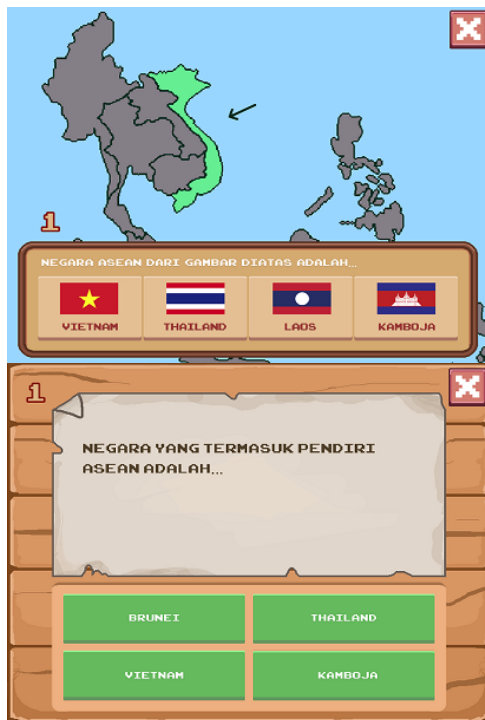 1
NEGARA ASEAN DARI GAMBAR DIATAS ADALAH...
VIETNAM
THAILAND
LAOS
KAMBOJA
1
NEGARA YANG TERMASUK PENDIRI
ASEAN ADALAH...
BRUNEI
THAILAND
VIETNAM
KAMBOJA